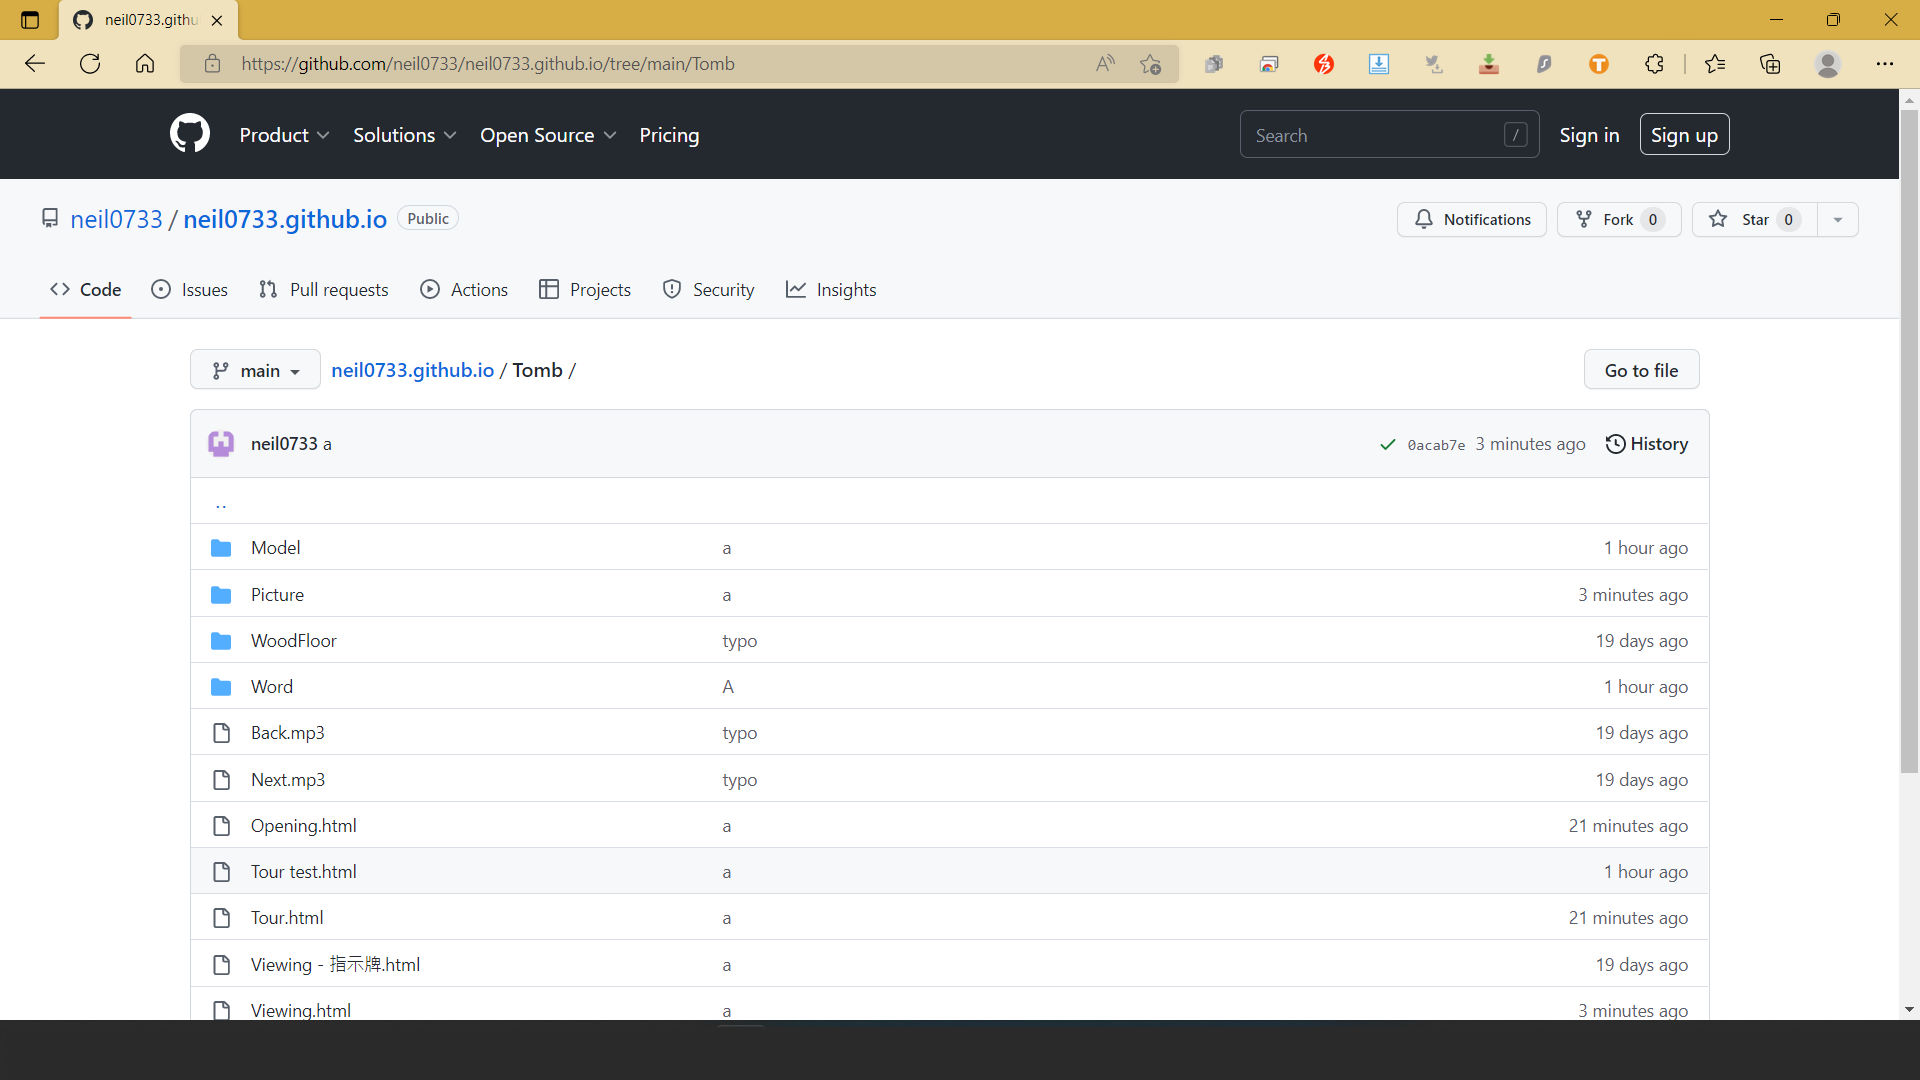 neil0733.githu
https://github.com/neil0733/neil0733.github.io/tree/main/Tomb
Product Solutions Open Source Pricing Search / Sign in Sign up
neil0733 / neil0733.github.io Public Notifications Fork 0 Star 0
Code Issues Pull requests Actions Projects Security Insights
main neil0733.github.io / Tomb / Go to file
neil0733 a 0acab7e 3 minutes ago History
..
Model a 1 hour ago
Picture a 3 minutes ago
WoodFloor typo 19 days ago
Word A 1 hour ago
Back.mp3 typo 19 days ago
Next.mp3 typo 19 days ago
Opening.html a 21 minutes ago
Tour test.html a 1 hour ago
Tour.html a 21 minutes ago
Viewing - 指示牌.html a 19 days ago
Viewing.html a 3 minutes ago